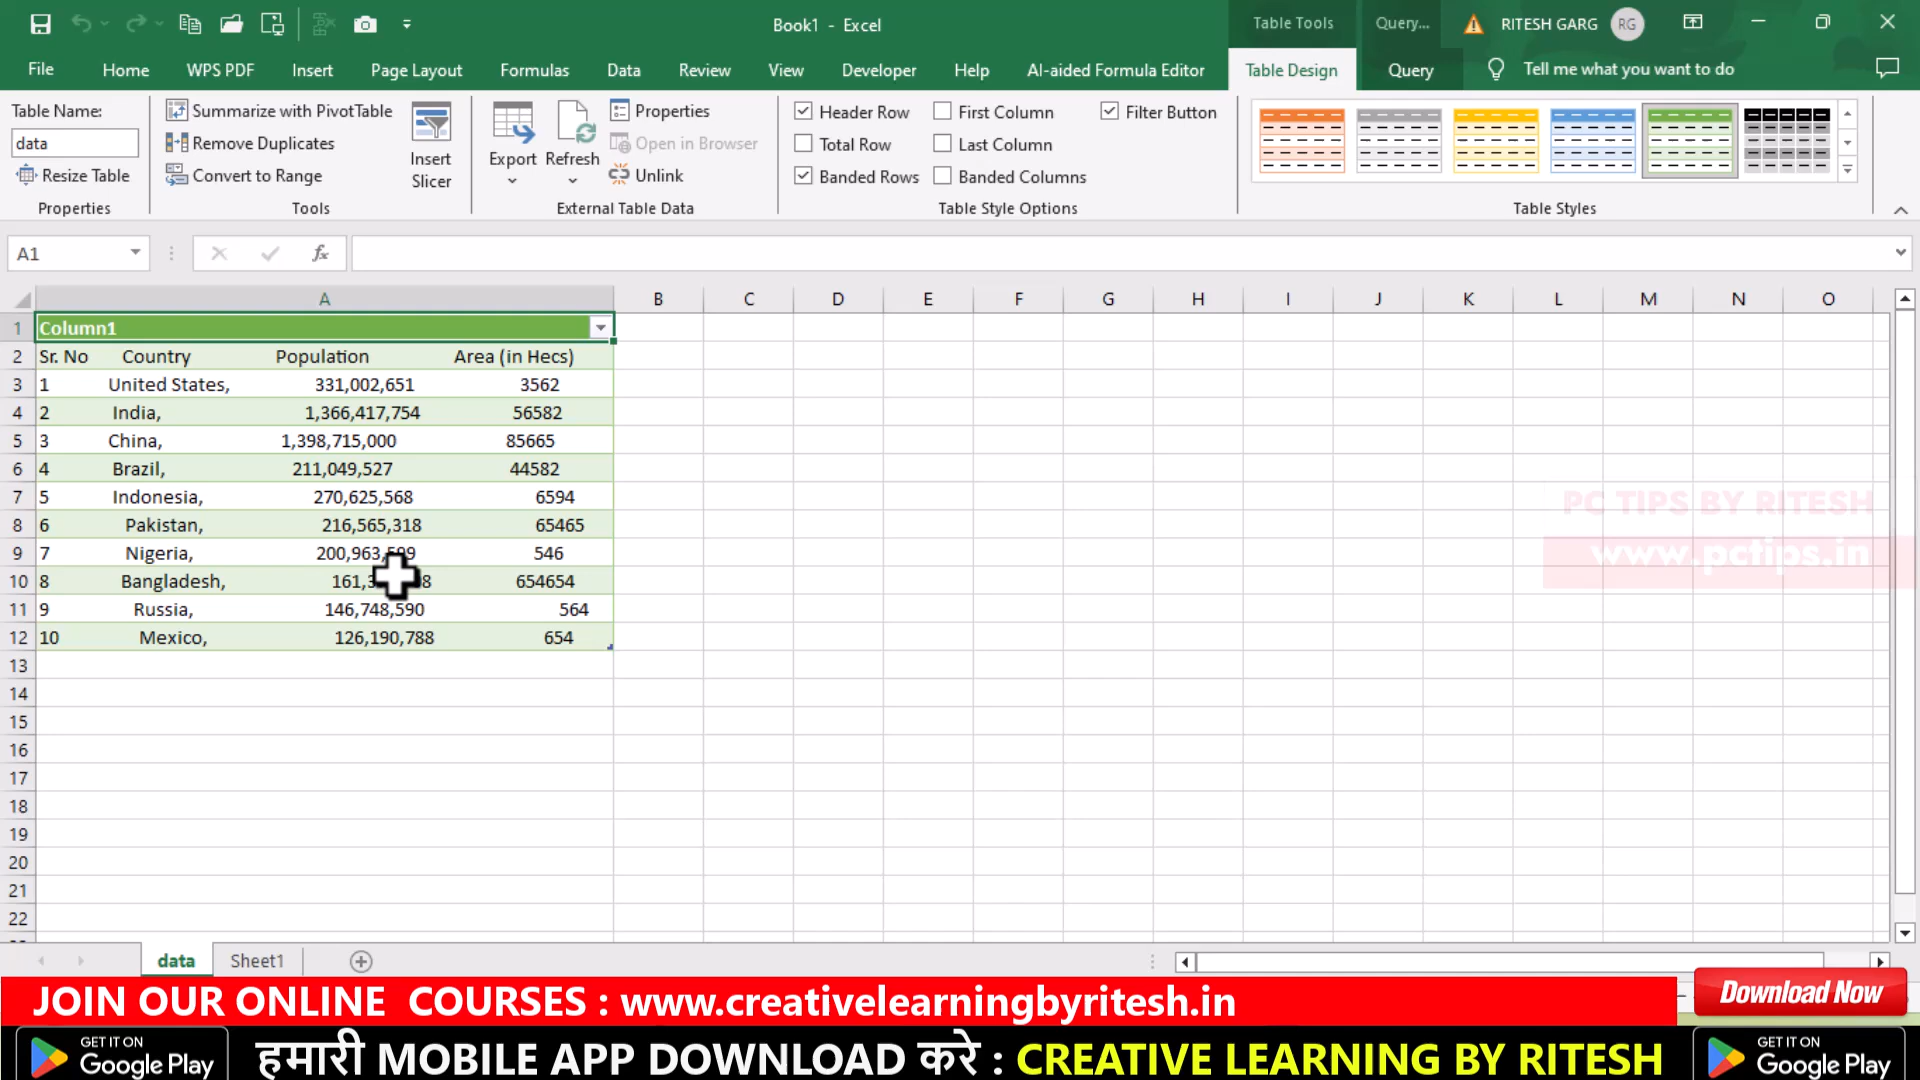 Book1 - Excel
Table Tools
Query...
RITESH GARG
RG
File
Home
WPS PDF
Insert
Page Layout
Formulas
Data
Review
View
Developer
Help
AI-aided Formula Editor
Table Design
Query
Tell me what you want to do
Table Name:
data
Resize Table
Properties
Summarize with PivotTable
Remove Duplicates
Convert to Range
Tools
Insert
Slicer
Export
Refresh
Properties
Open in Browser
Unlink
External Table Data
Header Row
Total Row
Banded Rows
First Column
Last Column
Banded Columns
Filter Button
Table Style Options
Table Styles
A1
fx
A B C D E F G H I J K L M N O
1 Column1
2 Sr. No Country Population Area (in Hecs)
3 1 United States, 331,002,651 3562
4 2 India, 1,366,417,754 56582
5 3 China, 1,398,715,000 85665
6 4 Brazil, 211,049,527 44582
7 5 Indonesia, 270,625,568 6594
8 6 Pakistan, 216,565,318 65465
9 7 Nigeria, 546
10 8 Bangladesh, 654654
11 9 Russia, 146,748,590 564
12 10 Mexico, 126,190,788 654
13
14
15
16
17
18
19
20
21
22
PC TIPS BY RITESH
www.pctips.in
data
Sheet1
JOIN OUR ONLINE COURSES : www.creativelearningbyritesh.in
Download Now
GET IT ON
Google Play
हमारी MOBILE APP DOWNLOAD करे : CREATIVE LEARNING BY RITESH
GET IT ON
Google Play